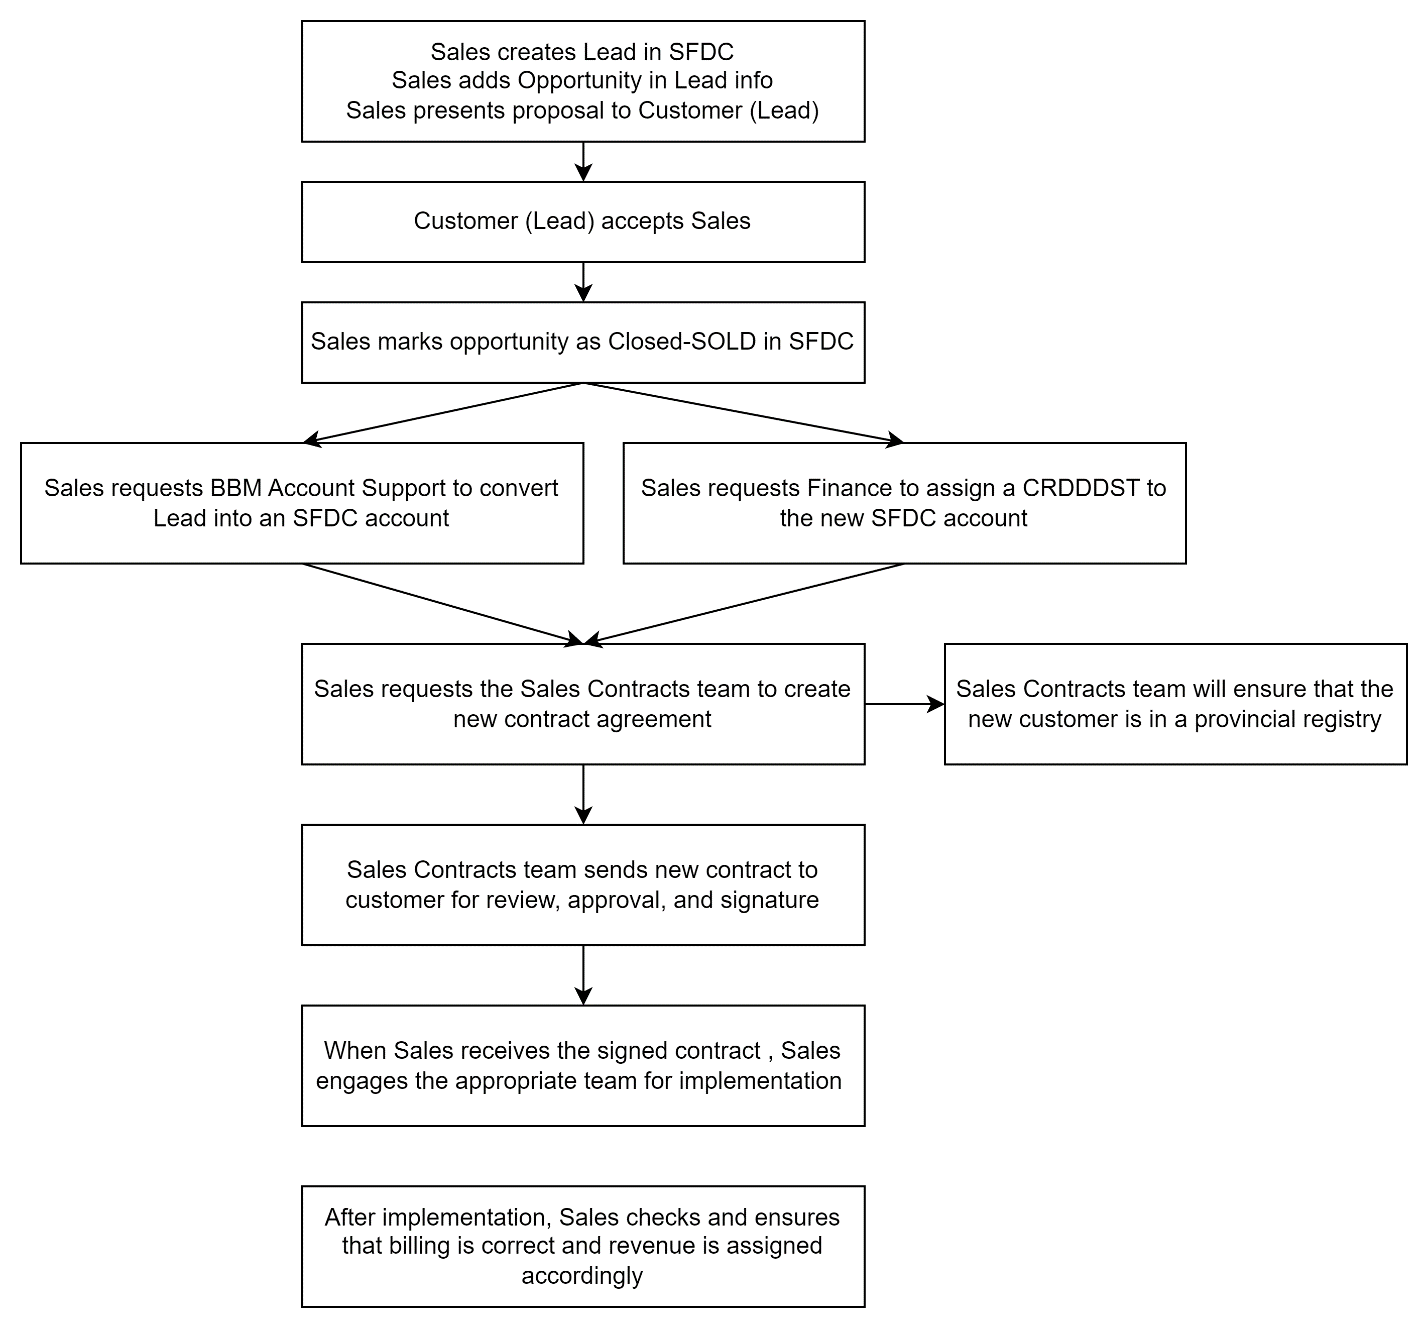 Sales creates Lead in SFDC
Sales adds Opportunity in Lead info
Sales presents proposal to Customer (Lead)
Customer (Lead) accepts Sales
Sales marks opportunity as Closed-SOLD in SFDC
Sales requests BBM Account Support to convert
Lead into an SFDC account
Sales requests Finance to assign a CRDDDST to
the new SFDC account
Sales requests the Sales Contracts team to create
new contract agreement
Sales Contracts team will ensure that the
new customer is in a provincial registry
Sales Contracts team sends new contract to
customer for review, approval, and signature
When Sales receives the signed contract , Sales
engages the appropriate team for implementation
After implementation, Sales checks and ensures
that billing is correct and revenue is assigned
accordingly